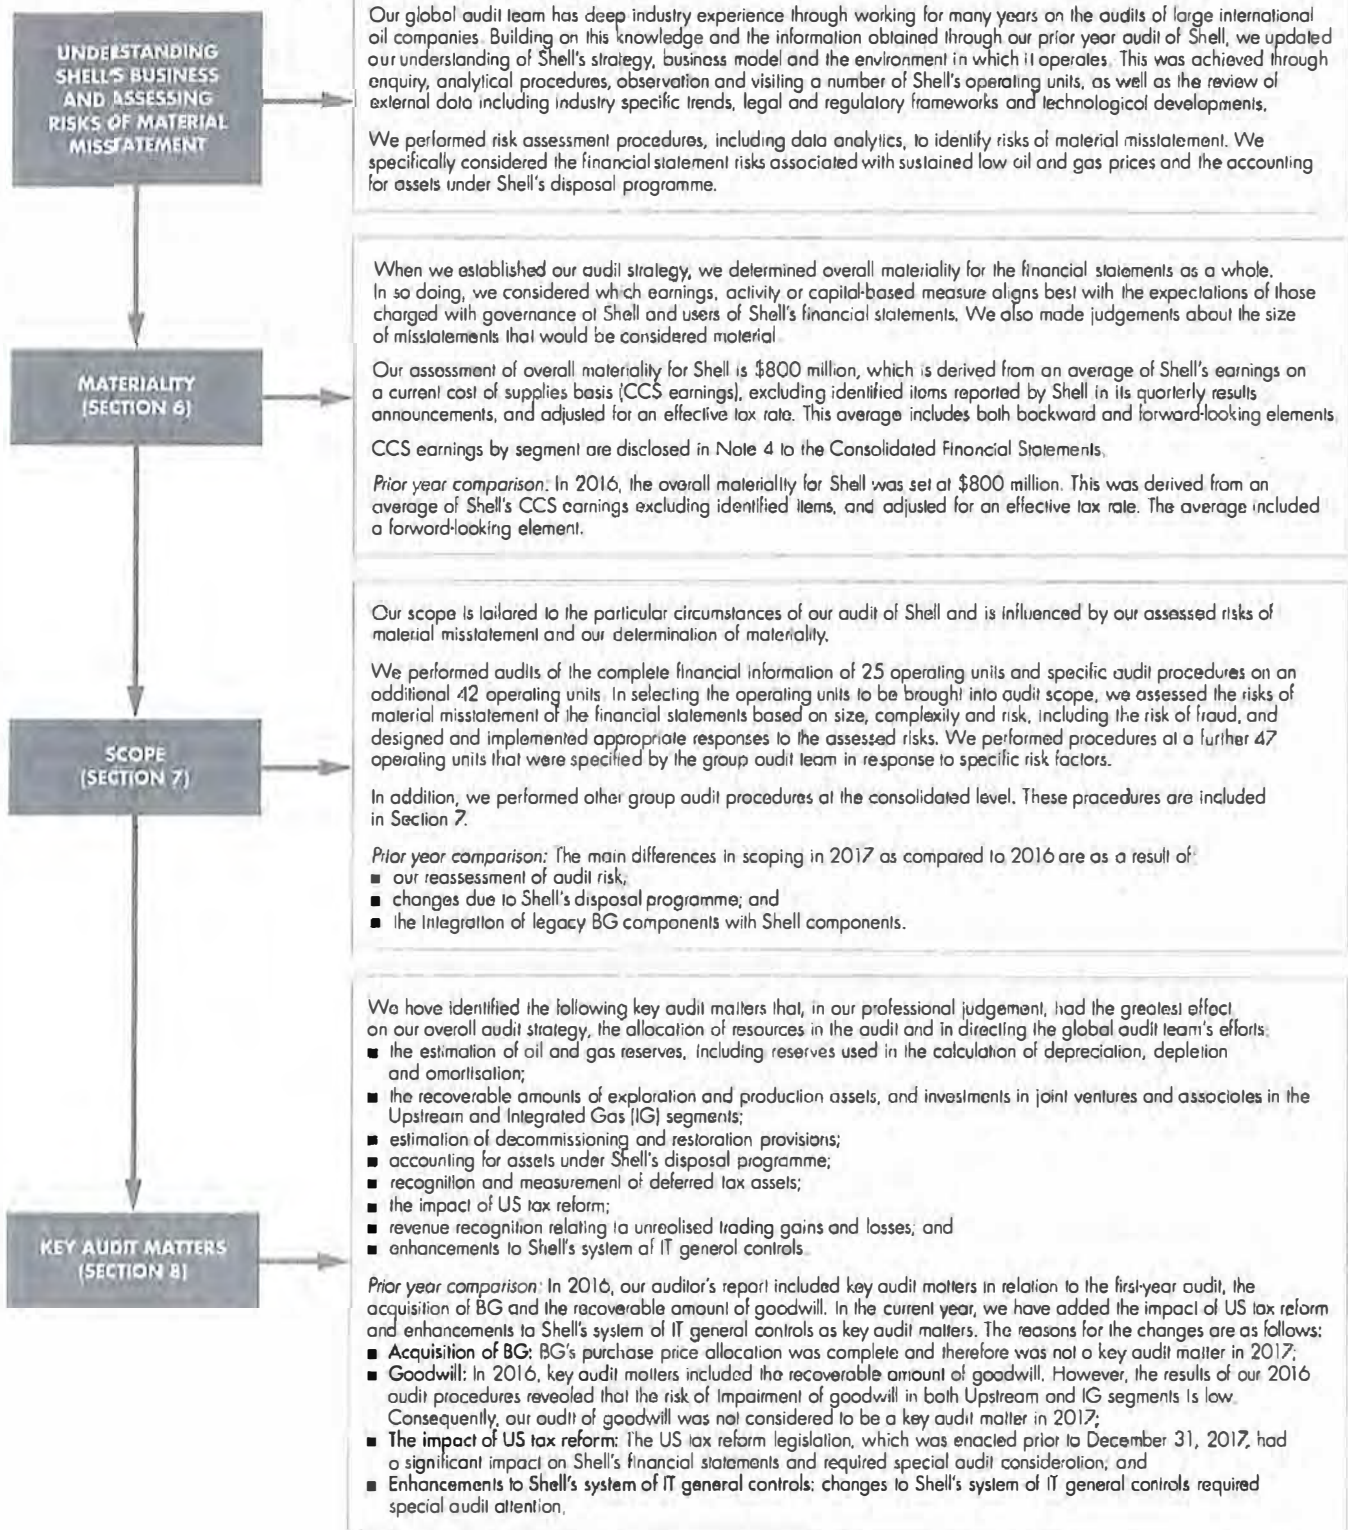 UNDERSTANDING
SHELL'S BUSINESS
AND ASSESSING
RISKS OF MATERIAL
MISSTATEMENT
Our global audit team has deep industry experience through working for many years on the audits of large international
oil companies. Building on this knowledge and the information obtained through our prior year audit of Shell, we updated
our understanding of Shell's strategy, business model and the environment in which it operates. This was achieved through
enquiry, analytical procedures, observation and visiting a number of Shell's operating units, as well as the review of
external data including industry specific trends, legal and regulatory frameworks and technological developments.
We performed risk assessment procedures, including data analytics, to identify risks of material misstatement. We
specifically considered the financial statement risks associated with sustained low oil and gas prices and the accounting
for assets under Shell's disposal programme.
MATERIALITY
(SECTION 6)
When we established our audit strategy, we determined overall materiality for the financial statements as a whole.
In so doing, we considered which earnings, activity or capital-based measure aligns best with the expectations of those
charged with governance at Shell and users of Shell's financial statements. We also made judgements about the size
of misstatements that would be considered material.
Our assessment of overall materiality for Shell is $800 million, which is derived from an average of Shell's earnings on
a current cost of supplies basis (CCS earnings), excluding identified items reported by Shell in its quarterly results
announcements, and adjusted for an effective tax rate. This average includes both backward and forward-looking elements.
CCS earnings by segment are disclosed in Note 4 to the Consolidated Financial Statements.
Prior year comparison: In 2016, the overall materiality for Shell was set at $800 million. This was derived from an
average of Shell's CCS earnings excluding identified items, and adjusted for an effective tax rate. The average included
a forward-looking element.
SCOPE
(SECTION 7)
Our scope is tailored to the particular circumstances of our audit of Shell and is influenced by our assessed risks of
material misstatement and our determination of materiality.
We performed audits of the complete financial information of 25 operating units and specific audit procedures on an
additional 42 operating units. In selecting the operating units to be brought into audit scope, we assessed the risks of
material misstatement of the financial statements based on size, complexity and risk, including the risk of fraud, and
designed and implemented appropriate responses to the assessed risks. We performed procedures at a further 47
operating units that were specified by the group audit team in response to specific risk factors.
In addition, we performed other group audit procedures at the consolidated level. These procedures are included
in Section 7.
Prior year comparison: The main differences in scoping in 2017 as compared to 2016 are as a result of:
■ our reassessment of audit risk;
■ changes due to Shell's disposal programme; and
■ the Integration of legacy BG components with Shell components.
KEY AUDIT MATTERS
(SECTION 8)
We have identified the following key audit matters that, in our professional judgement, had the greatest effect
on our overall audit strategy, the allocation of resources in the audit and in directing the global audit team's efforts:
■ the estimation of oil and gas reserves, including reserves used in the calculation of depreciation, depletion
and amortisation;
■ the recoverable amounts of exploration and production assets, and investments in joint ventures and associates in the
Upstream and Integrated Gas (IG) segments;
■ estimation of decommissioning and restoration provisions;
■ accounting for assets under Shell's disposal programme;
■ recognition and measurement of deferred tax assets;
■ the impact of US tax reform;
■ revenue recognition relating to unrealised trading gains and losses; and
■ enhancements to Shell's system of IT general controls.
Prior year comparison: In 2016, our auditor's report included key audit matters in relation to the first-year audit, the
acquisition of BG and the recoverable amount of goodwill. In the current year, we have added the impact of US tax reform
and enhancements to Shell's system of IT general controls as key audit matters. The reasons for the changes are as follows:
■ Acquisition of BG: BG's purchase price allocation was complete and therefore was not a key audit matter in 2017;
■ Goodwill: In 2016, key audit matters included the recoverable amount of goodwill. However, the results of our 2016
audit procedures revealed that the risk of Impairment of goodwill in both Upstream and IG segments is low.
Consequently, our audit of goodwill was not considered to be a key audit matter in 2017;
■ The impact of US tax reform: The US tax reform legislation, which was enacted prior to December 31, 2017, had
a significant impact on Shell's financial statements and required special audit consideration; and
■ Enhancements to Shell's system of IT general controls: changes to Shell's system of IT general controls required
special audit attention.